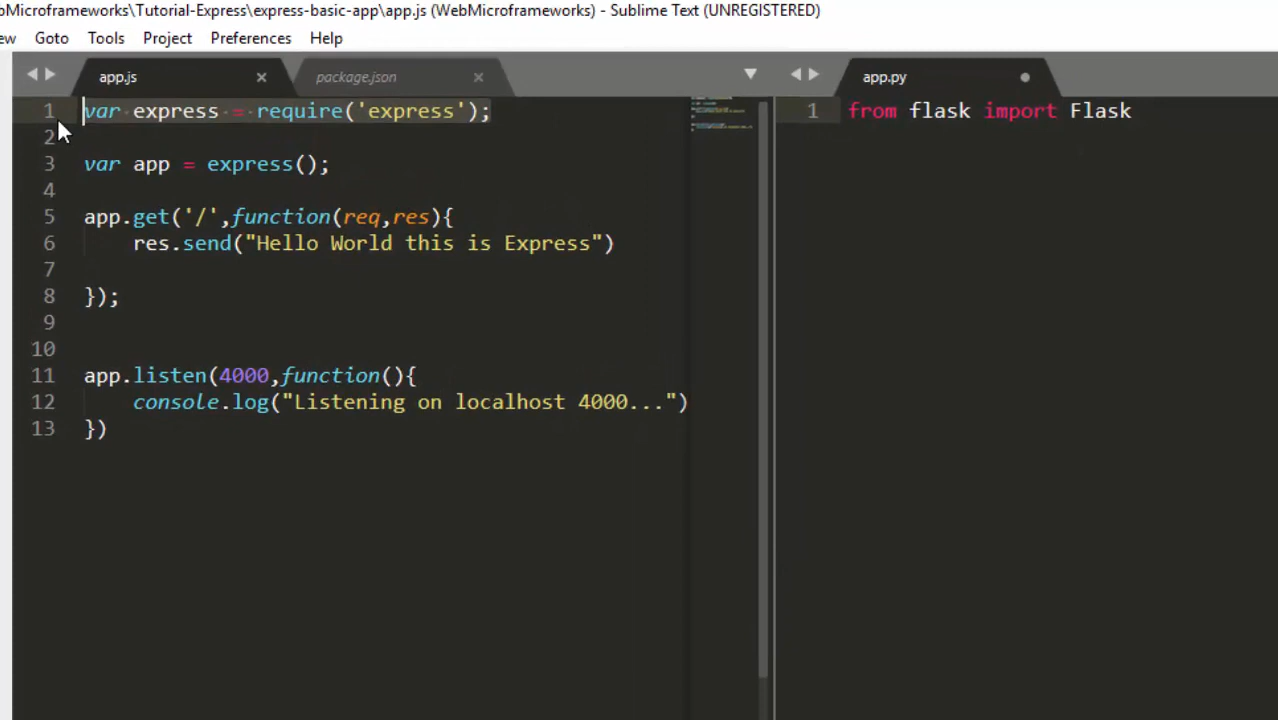 bMicroframeworks\Tutorial-Express\express-basic-app\app.js (WebMicroframeworks) - Sublime Text (UNREGISTERED)
ew Goto Tools Project Preferences Help
app.js package.json app.py
1 var express = require('express');
2
3 var app = express();
4
5 app.get('/',function(req,res){
6 res.send("Hello World this is Express")
7
8 });
9
10
11 app.listen(4000,function(){
12 console.log("Listening on localhost 4000...")
13 })
1 from flask import Flask